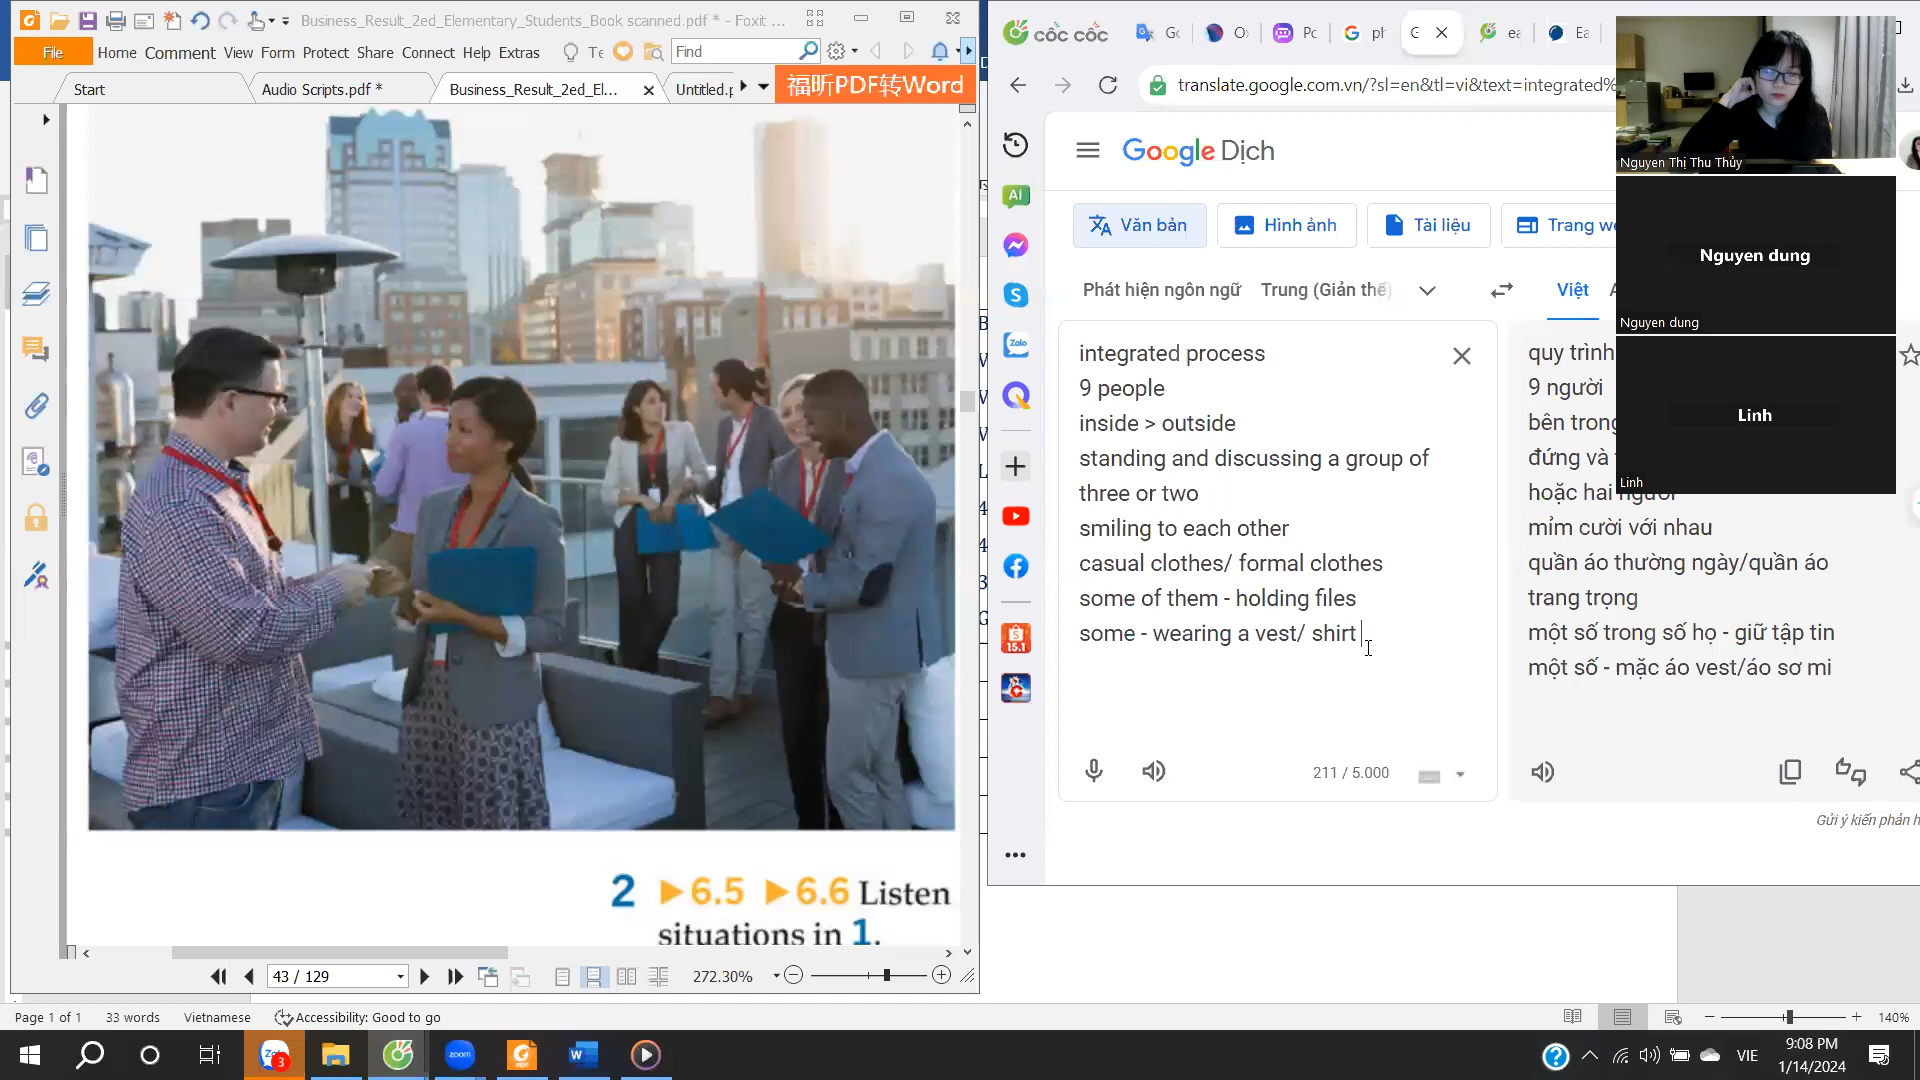 Business_Result_2ed_Elementary_Students_Book scanned.pdf * - Foxit ...
File Home Comment View Form Protect Share Connect Help Extras Find
Start Audio Scripts.pdf * Business_Result_2ed_El... Untitled.p 福昕PDF转Word
2 ▶6.5 ▶6.6 Listen
situations in 1.
43 / 129 272.30%
cốc cốc
translate.google.com.vn/?sl=en&tl=vi&text=integrated%
Google Dịch
Văn bản Hình ảnh Tài liệu Trang w
Phát hiện ngôn ngữ Trung (Giản thể) Việt
integrated process
9 people
inside > outside
standing and discussing a group of
three or two
smiling to each other
casual clothes/ formal clothes
some of them - holding files
some - wearing a vest/ shirt
211 / 5.000
quy trình
9 người
bên trong
đứng và
hoặc hai người
mỉm cười với nhau
quần áo thường ngày/quần áo
trang trọng
một số trong số họ - giữ tập tin
một số - mặc áo vest/áo sơ mi
Gửi ý kiến phản h
Nguyen Thị Thu Thủy
Nguyen dung
Nguyen dung
Linh
Linh
Page 1 of 1 33 words Vietnamese Accessibility: Good to go 140%
VIE 9:08 PM
1/14/2024